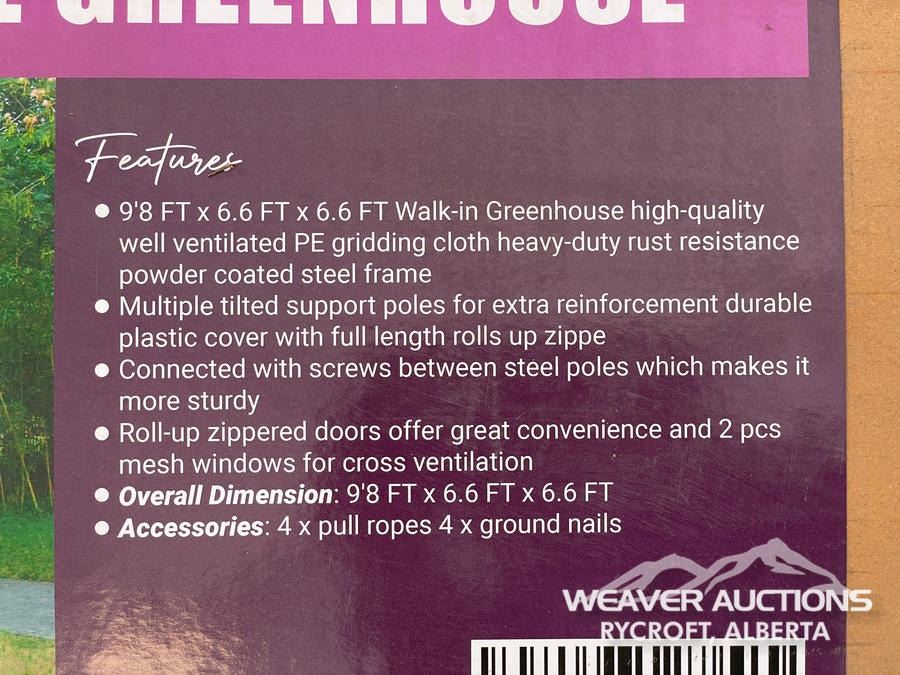 E GREENHOUSE
Features
● 9'8 FT x 6.6 FT x 6.6 FT Walk-in Greenhouse high-quality
well ventilated PE gridding cloth heavy-duty rust resistance
powder coated steel frame
● Multiple tilted support poles for extra reinforcement durable
plastic cover with full length rolls up zippe
● Connected with screws between steel poles which makes it
more sturdy
● Roll-up zippered doors offer great convenience and 2 pcs
mesh windows for cross ventilation
● Overall Dimension: 9'8 FT x 6.6 FT x 6.6 FT
● Accessories: 4 x pull ropes 4 x ground nails
WEAVER AUCTIONS
RYCROFT, ALBERTA